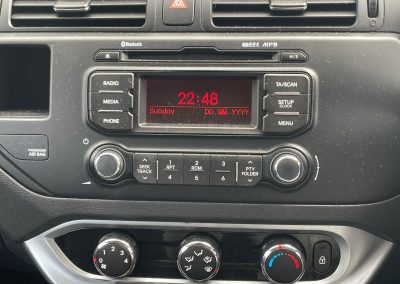 Bluetooth
MP3
RADIO
MEDIA
PHONE
22:48
Sunday DD.MM.YYYY
TA/SCAN
SETUP
CLOCK
MENU
AIR BAG
SEEK
TRACK
1 2 3
RPT RDM
4 5 6
PTY
FOLDER